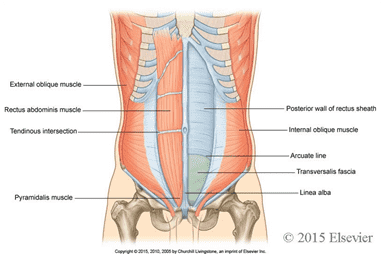 External oblique muscle
Rectus abdominis muscle
Tendinous intersection
Pyramidalis muscle
Posterior wall of rectus sheath
Internal oblique muscle
Arcuate line
Transversalis fascia
Linea alba
© 2015 Elsevier
Copyright © 2015, 2010, 2005 by Churchill Livingstone, an imprint of Elsevier Inc.